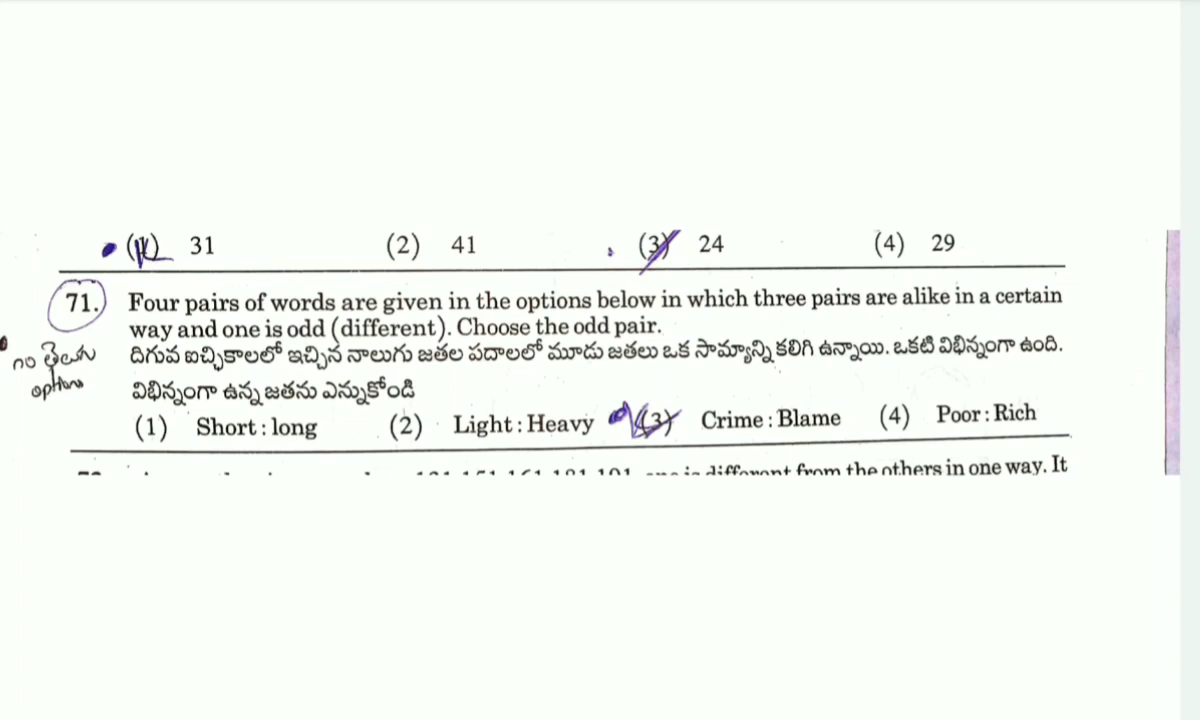 (1) 31 (2) 41 (3) 24 (4) 29
71. Four pairs of words are given in the options below in which three pairs are alike in a certain
way and one is odd (different). Choose the odd pair.
no తెలుగు
దిగువ ఐచ్ఛికాలలో ఇచ్చిన నాలుగు జతల పదాలలో మూడు జతలు ఒక సామ్యాన్ని కలిగి ఉన్నాయి. ఒకటి విభిన్నంగా ఉంది.
options
విభిన్నంగా ఉన్న జతను ఎన్నుకోండి
(1) Short : long (2) Light : Heavy (3) Crime : Blame (4) Poor : Rich
is different from the others in one way. It